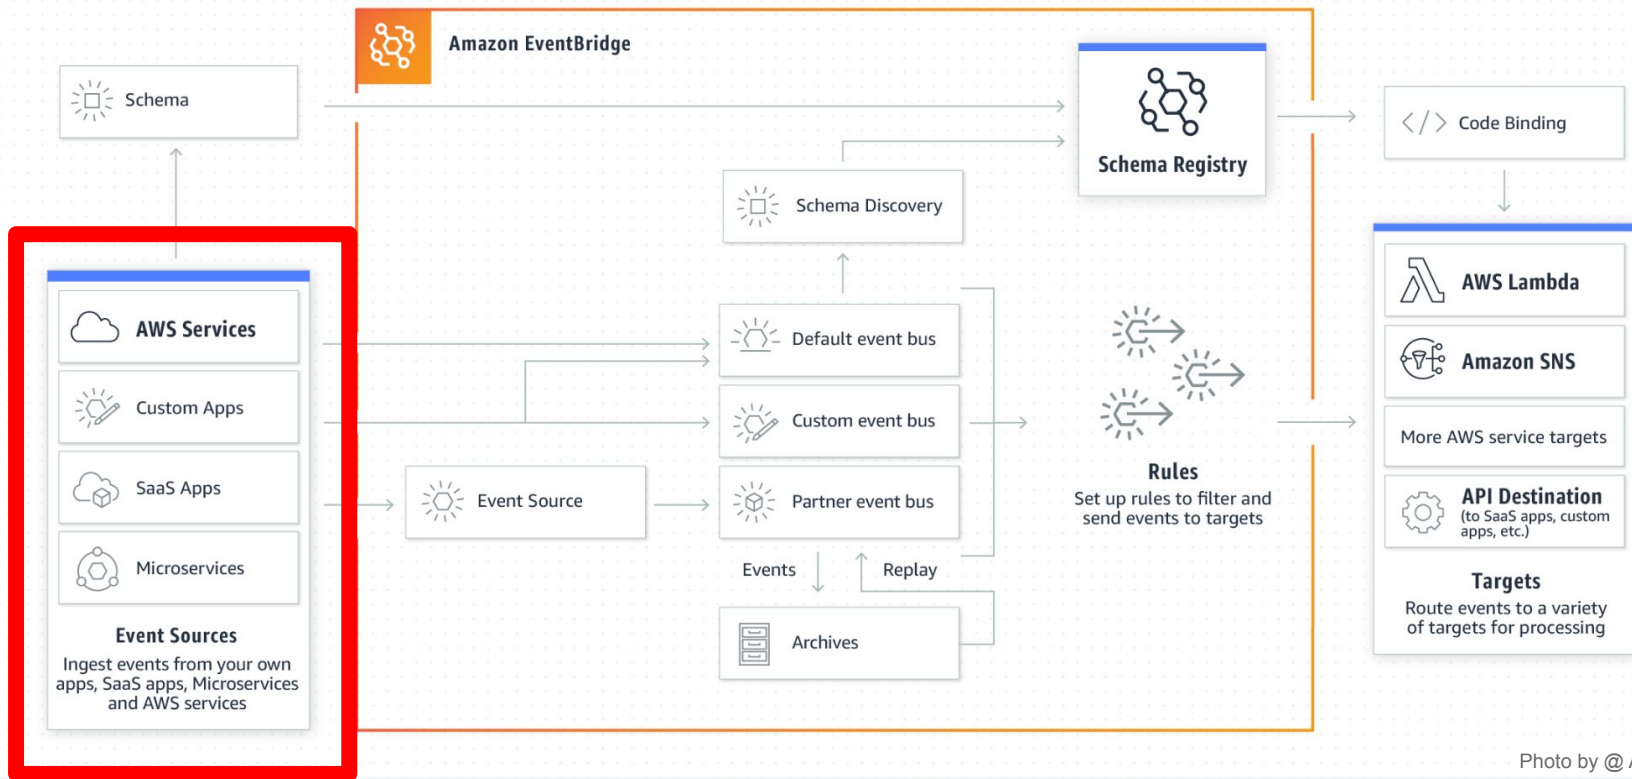 Amazon EventBridge
Schema
Schema Registry
</> Code Binding
Schema Discovery
AWS Services
Custom Apps
SaaS Apps
Microservices
Event Sources
Ingest events from your own
apps, SaaS apps, Microservices
and AWS services
Event Source
Default event bus
Custom event bus
Partner event bus
Events
Replay
Archives
Rules
Set up rules to filter and
send events to targets
AWS Lambda
Amazon SNS
More AWS service targets
API Destination
(to SaaS apps, custom
apps, etc.)
Targets
Route events to a variety
of targets for processing
Photo by @